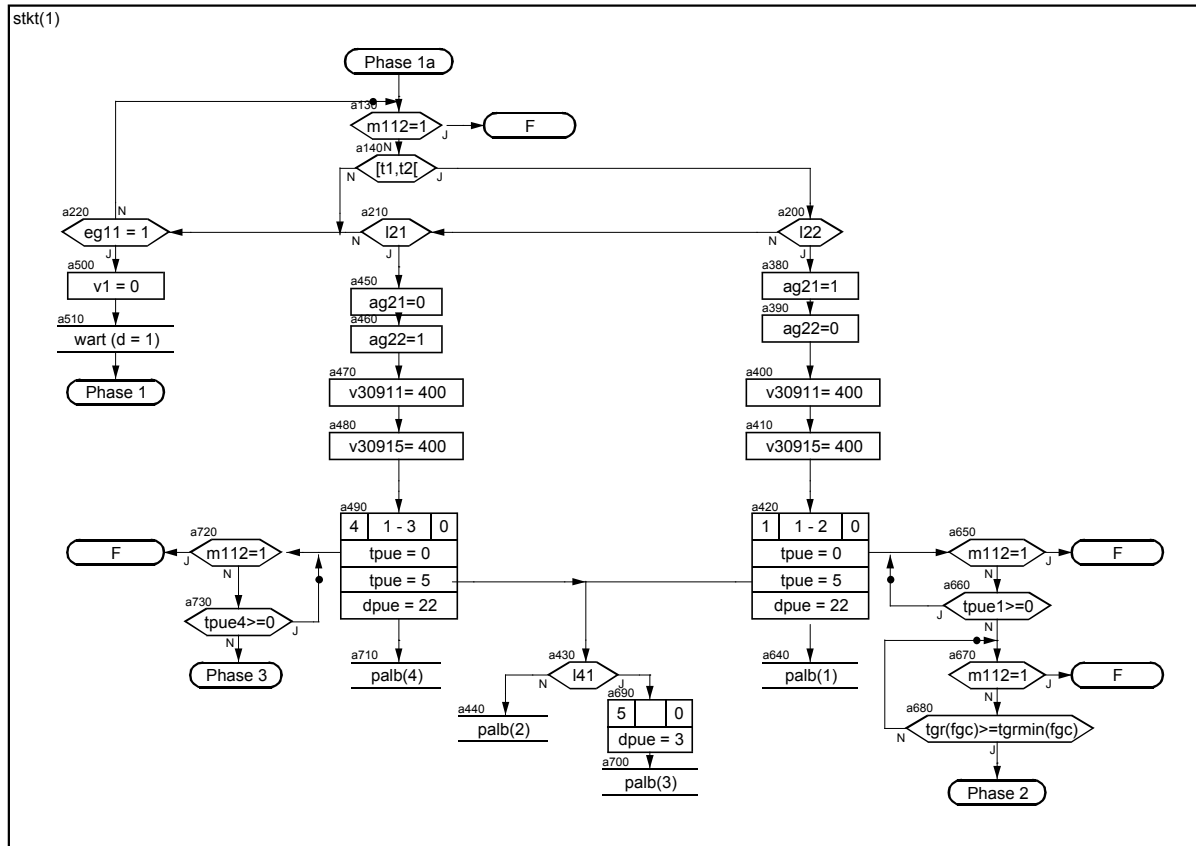 stkt(1)
Phase 1a
a130
m112=1
J
F
N
a140
[t1,t2[
N
J
a220
N
eg11 = 1
J
a210
l21
N
J
a200
l22
N
J
a500
v1 = 0
a510
wart (d = 1)
Phase 1
a450
ag21=0
a460
ag22=1
a470
v30911= 400
a480
v30915= 400
a380
ag21=1
a390
ag22=0
a400
v30911= 400
a410
v30915= 400
a490
4 1 - 3 0
tpue = 0
tpue = 5
dpue = 22
a420
1 1 - 2 0
tpue = 0
tpue = 5
dpue = 22
a720
F
J
m112=1
N
a730
tpue4>=0
J
N
Phase 3
a710
palb(4)
a430
l41
N
J
a440
palb(2)
a690
5 0
dpue = 3
a700
palb(3)
a640
palb(1)
a650
m112=1
J
F
N
a660
tpue1>=0
J
N
a670
m112=1
J
F
N
a680
tgr(fgc)>=tgrmin(fgc)
N
J
Phase 2